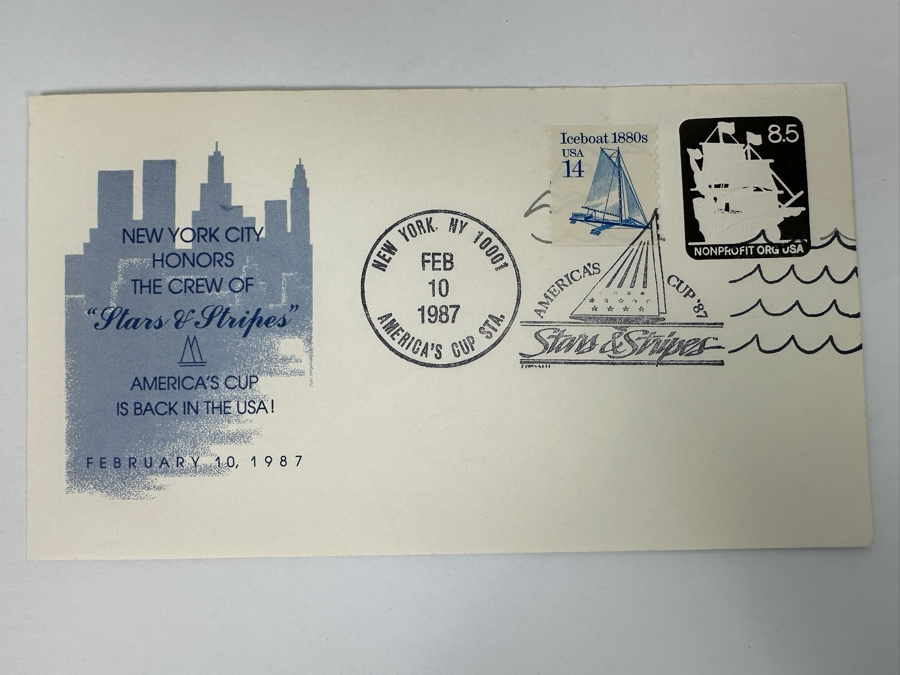 NEW YORK CITY
HONORS
THE CREW OF
"Stars & Stripes"
AMERICA'S CUP
IS BACK IN THE USA!
FEBRUARY 10, 1987
NEW YORK, NY 10001
FEB
10
1987
AMERICA'S CUP STA.
Iceboat 1880s
USA
14
AMERICA'S CUP '87
Stars & Stripes
8.5
NONPROFIT ORG USA